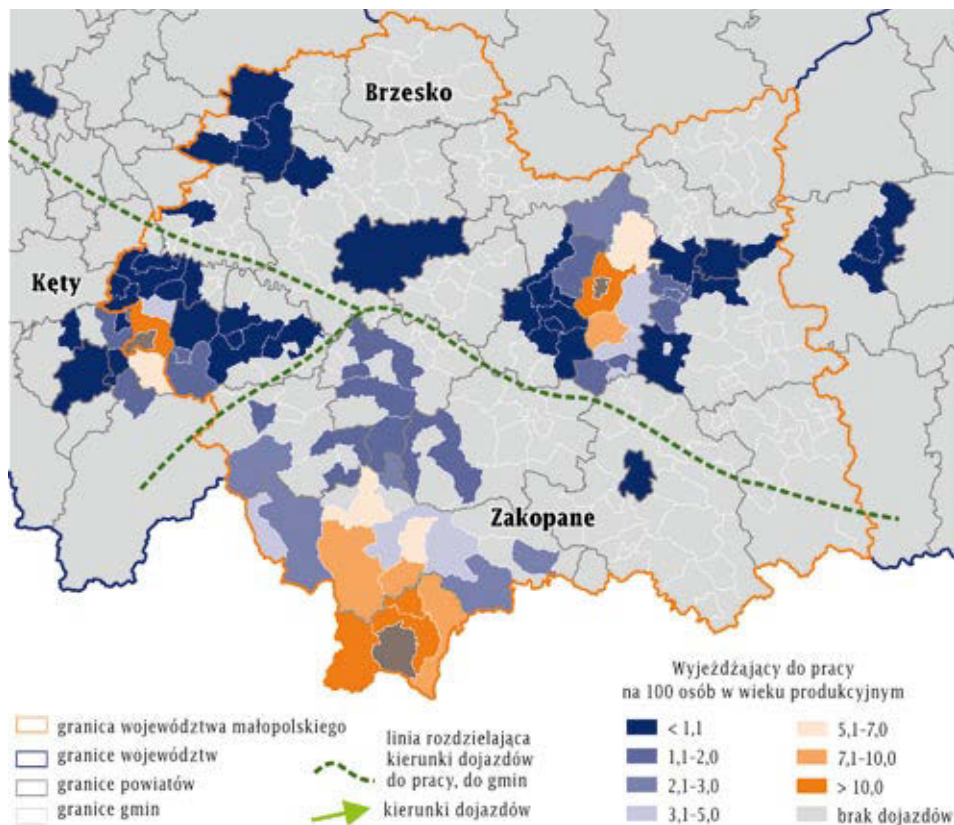 Brzesko
Kęty
Zakopane
granica województwa małopolskiego
granice województw
granice powiatów
granice gmin
linia rozdzielająca
kierunki dojazdów
do pracy, do gmin
kierunki dojazdów
Wyjeżdżający do pracy
na 100 osób w wieku produkcyjnym
< 1,1
1,1–2,0
2,1–3,0
3,1–5,0
5,1–7,0
7,1–10,0
> 10,0
brak dojazdów